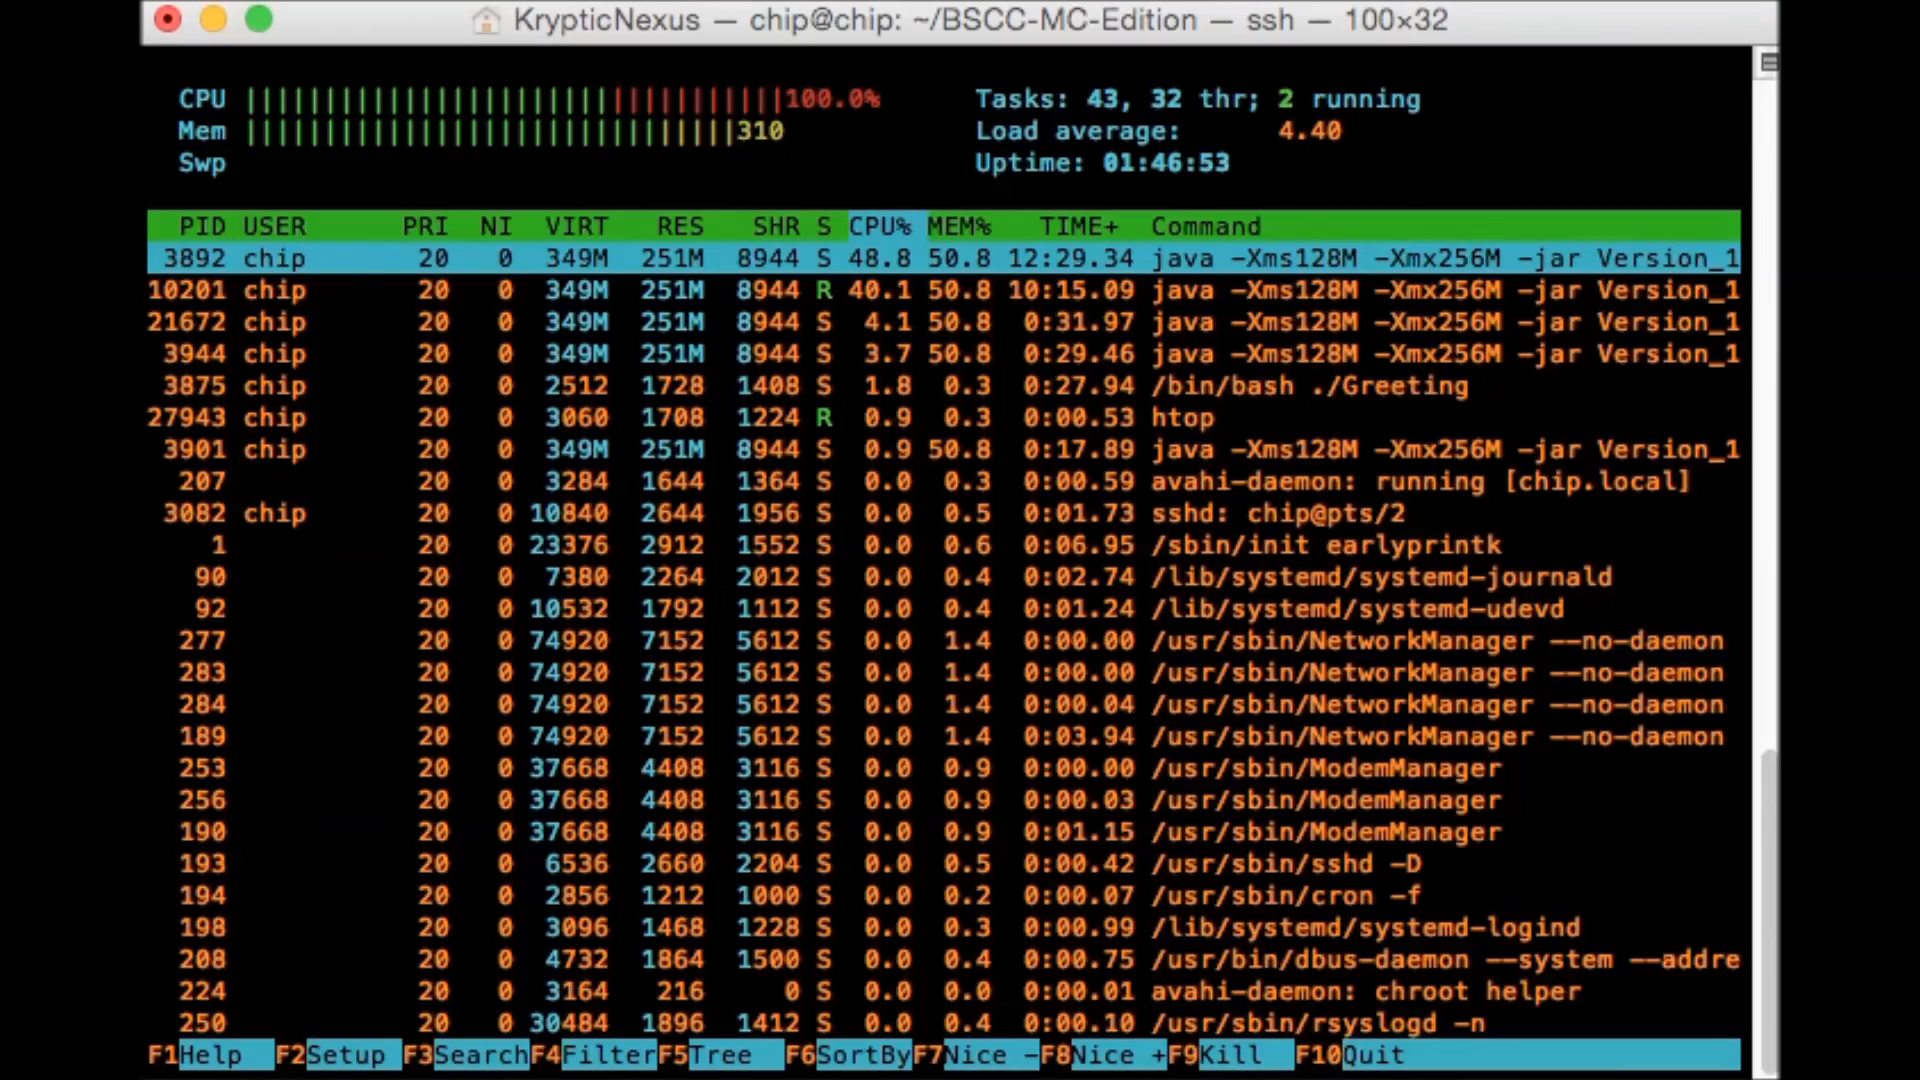 KrypticNexus — chip@chip: ~/BSCC-MC-Edition — ssh — 100×32
CPU 100.0% Tasks: 43, 32 thr; 2 running
Mem 310 Load average: 4.40
Swp Uptime: 01:46:53
PID USER PRI NI VIRT RES SHR S CPU% MEM% TIME+ Command
3892 chip 20 0 349M 251M 8944 S 48.8 50.8 12:29.34 java -Xms128M -Xmx256M -jar Version_1
10201 chip 20 0 349M 251M 8944 R 40.1 50.8 10:15.09 java -Xms128M -Xmx256M -jar Version_1
21672 chip 20 0 349M 251M 8944 S 4.1 50.8 0:31.97 java -Xms128M -Xmx256M -jar Version_1
3944 chip 20 0 349M 251M 8944 S 3.7 50.8 0:29.46 java -Xms128M -Xmx256M -jar Version_1
3875 chip 20 0 2512 1728 1408 S 1.8 0.3 0:27.94 /bin/bash ./Greeting
27943 chip 20 0 3060 1708 1224 R 0.9 0.3 0:00.53 htop
3901 chip 20 0 349M 251M 8944 S 0.9 50.8 0:17.89 java -Xms128M -Xmx256M -jar Version_1
207 20 0 3284 1644 1364 S 0.0 0.3 0:00.59 avahi-daemon: running [chip.local]
3082 chip 20 0 10840 2644 1956 S 0.0 0.5 0:01.73 sshd: chip@pts/2
1 20 0 23376 2912 1552 S 0.0 0.6 0:06.95 /sbin/init earlyprintk
90 20 0 7380 2264 2012 S 0.0 0.4 0:02.74 /lib/systemd/systemd-journald
92 20 0 10532 1792 1112 S 0.0 0.4 0:01.24 /lib/systemd/systemd-udevd
277 20 0 74920 7152 5612 S 0.0 1.4 0:00.00 /usr/sbin/NetworkManager --no-daemon
283 20 0 74920 7152 5612 S 0.0 1.4 0:00.00 /usr/sbin/NetworkManager --no-daemon
284 20 0 74920 7152 5612 S 0.0 1.4 0:00.04 /usr/sbin/NetworkManager --no-daemon
189 20 0 74920 7152 5612 S 0.0 1.4 0:03.94 /usr/sbin/NetworkManager --no-daemon
253 20 0 37668 4408 3116 S 0.0 0.9 0:00.00 /usr/sbin/ModemManager
256 20 0 37668 4408 3116 S 0.0 0.9 0:00.03 /usr/sbin/ModemManager
190 20 0 37668 4408 3116 S 0.0 0.9 0:01.15 /usr/sbin/ModemManager
193 20 0 6536 2660 2204 S 0.0 0.5 0:00.42 /usr/sbin/sshd -D
194 20 0 2856 1212 1000 S 0.0 0.2 0:00.07 /usr/sbin/cron -f
198 20 0 3096 1468 1228 S 0.0 0.3 0:00.99 /lib/systemd/systemd-logind
208 20 0 4732 1864 1500 S 0.0 0.4 0:00.75 /usr/bin/dbus-daemon --system --addre
224 20 0 3164 216 0 S 0.0 0.0 0:00.01 avahi-daemon: chroot helper
250 20 0 30484 1896 1412 S 0.0 0.4 0:00.10 /usr/sbin/rsyslogd -n
F1Help F2Setup F3SearchF4FilterF5Tree F6SortByF7Nice -F8Nice +F9Kill F10Quit